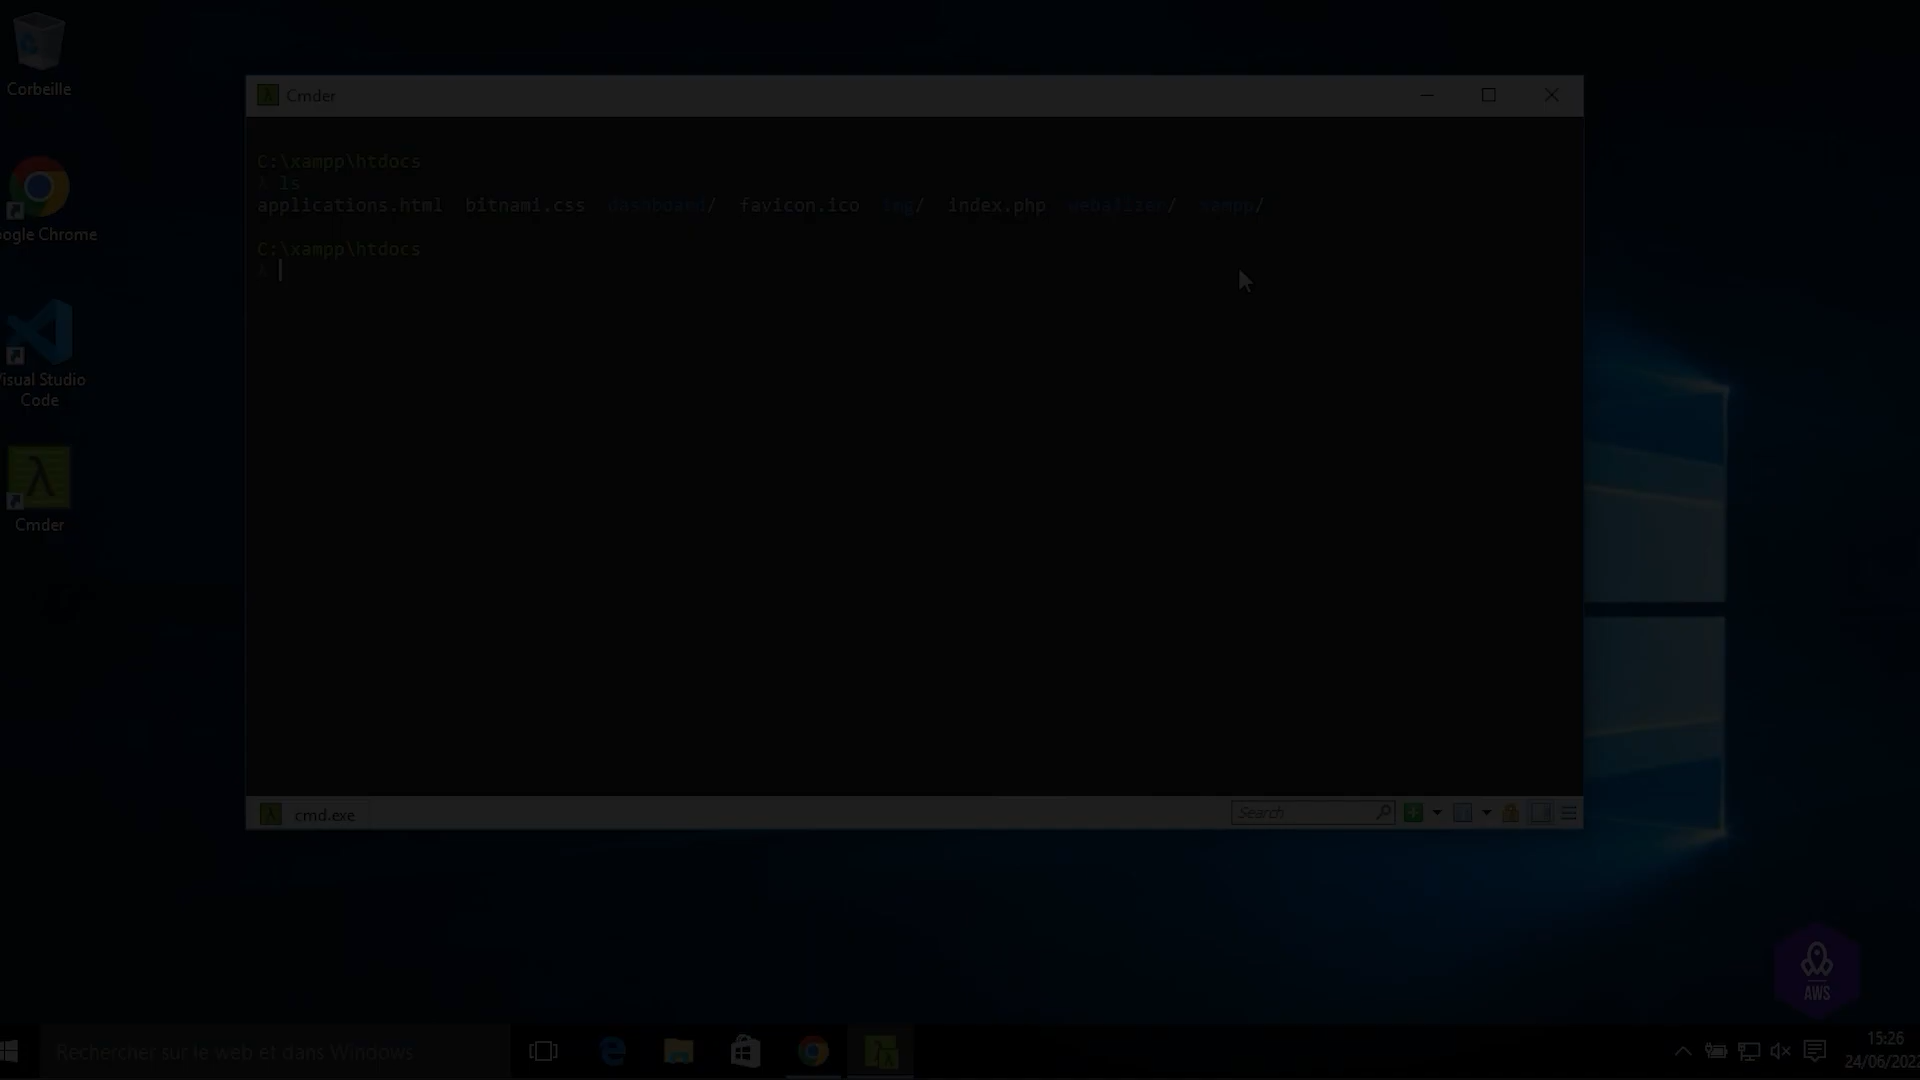 Corbeille
Cmder
C:\xampp\htdocs
λ ls
applications.html bitnami.css dashboard/ favicon.ico img/ index.php webalizer/ xampp/
C:\xampp\htdocs
λ
ogle Chrome
isual Studio
Code
Cmder
cmd.exe
Search
AWS
Rechercher sur le web et dans Windows
15:26
24/06/202